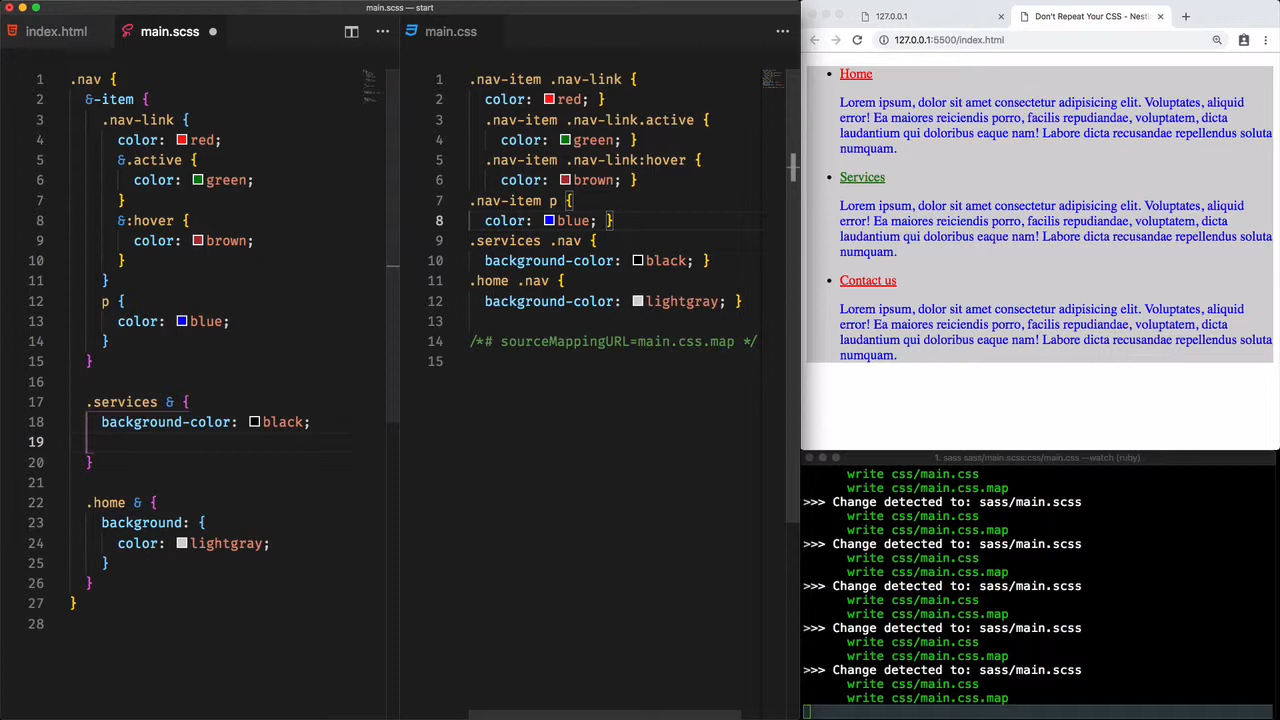 main.scss — start
index.html
main.scss
main.css
1 .nav {
2 &-item {
3 .nav-link {
4 color: red;
5 &.active {
6 color: green;
7 }
8 &:hover {
9 color: brown;
10 }
11 }
12 p {
13 color: blue;
14 }
15 }
16
17 .services & {
18 background-color: black;
19
20 }
21
22 .home & {
23 background: {
24 color: lightgray;
25 }
26 }
27 }
28
1 .nav-item .nav-link {
2 color: red; }
3 .nav-item .nav-link.active {
4 color: green; }
5 .nav-item .nav-link:hover {
6 color: brown; }
7 .nav-item p {
8 color: blue; }
9 .services .nav {
10 background-color: black; }
11 .home .nav {
12 background-color: lightgray; }
13
14 /*# sourceMappingURL=main.css.map */
15
127.0.0.1
Don't Repeat Your CSS - Nesti
127.0.0.1:5500/index.html
Home
Lorem ipsum, dolor sit amet consectetur adipisicing elit. Voluptates, aliquid
error! Ea maiores reiciendis porro, facilis repudiandae, voluptatem, dicta
laudantium qui doloribus eaque nam! Labore dicta recusandae repellendus soluta
numquam.
Services
Lorem ipsum, dolor sit amet consectetur adipisicing elit. Voluptates, aliquid
error! Ea maiores reiciendis porro, facilis repudiandae, voluptatem, dicta
laudantium qui doloribus eaque nam! Labore dicta recusandae repellendus soluta
numquam.
Contact us
Lorem ipsum, dolor sit amet consectetur adipisicing elit. Voluptates, aliquid
error! Ea maiores reiciendis porro, facilis repudiandae, voluptatem, dicta
laudantium qui doloribus eaque nam! Labore dicta recusandae repellendus soluta
numquam.
1. sass sass/main.scss:css/main.css --watch (ruby)
write css/main.css
write css/main.css.map
>>> Change detected to: sass/main.scss
write css/main.css
write css/main.css.map
>>> Change detected to: sass/main.scss
write css/main.css
write css/main.css.map
>>> Change detected to: sass/main.scss
write css/main.css
write css/main.css.map
>>> Change detected to: sass/main.scss
write css/main.css
write css/main.css.map
>>> Change detected to: sass/main.scss
write css/main.css
write css/main.css.map